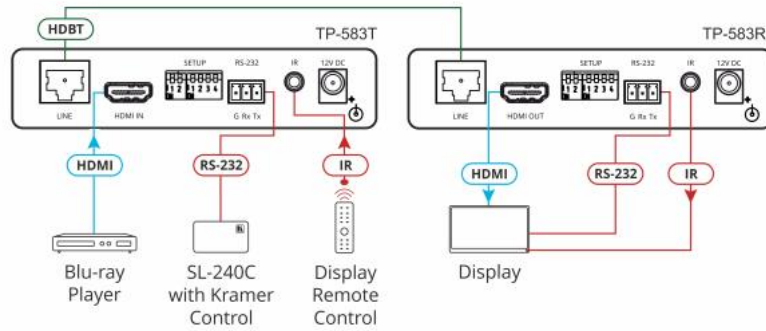 HDBT
TP-583T
TP-583R
SETUP
RS-232
IR
12V DC
1 2 1 2 3 4
LINE
HDMI IN
G Rx Tx
SETUP
RS-232
IR
12V DC
1 2 1 2 3 4
LINE
HDMI OUT
G Rx Tx
HDMI
RS-232
IR
HDMI
RS-232
IR
Blu-ray
Player
SL-240C
with Kramer
Control
Display
Remote
Control
Display